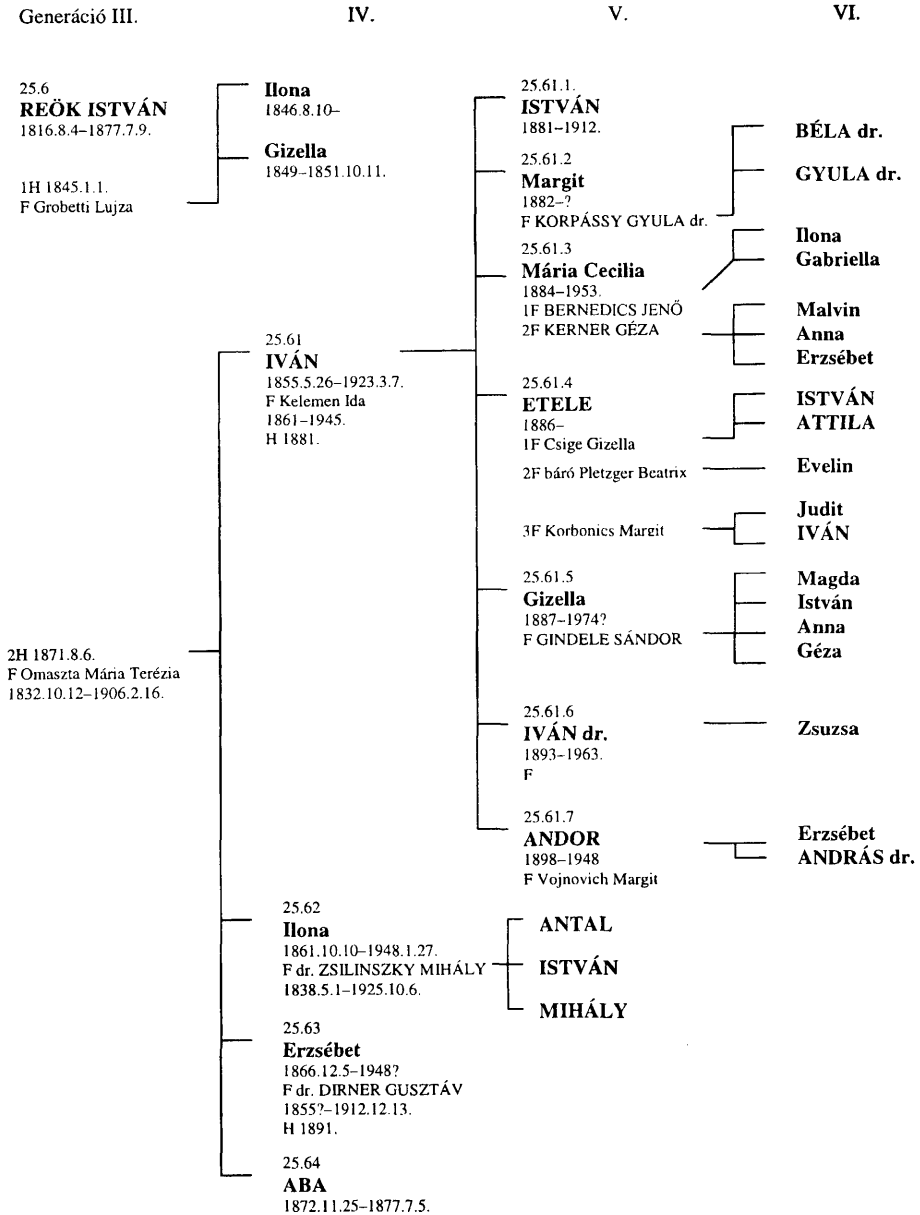 Generáció III.
IV.
V.
VI.
25.6
REÖK ISTVÁN
1816.8.4–1877.7.9.
1H 1845.1.1.
F Grobetti Lujza
2H 1871.8.6.
F Omaszta Mária Terézia
1832.10.12–1906.2.16.
Ilona
1846.8.10–
Gizella
1849–1851.10.11.
25.61
IVÁN
1855.5.26–1923.3.7.
F Kelemen Ida
1861–1945.
H 1881.
25.62
Ilona
1861.10.10–1948.1.27.
F dr. ZSILINSZKY MIHÁLY
1838.5.1–1925.10.6.
25.63
Erzsébet
1866.12.5–1948?
F dr. DIRNER GUSZTÁV
1855?–1912.12.13.
H 1891.
25.64
ABA
1872.11.25–1877.7.5.
25.61.1.
ISTVÁN
1881–1912.
25.61.2
Margit
1882–?
F KORPÁSSY GYULA dr.
25.61.3
Mária Cecilia
1884–1953.
1F BERNEDICS JENŐ
2F KERNER GÉZA
25.61.4
ETELE
1886–
1F Csige Gizella
2F báró Pletzger Beatrix
3F Korbonics Margit
25.61.5
Gizella
1887–1974?
F GINDELE SÁNDOR
25.61.6
IVÁN dr.
1893–1963.
F
25.61.7
ANDOR
1898–1948
F Vojnovich Margit
ANTAL
ISTVÁN
MIHÁLY
BÉLA dr.
GYULA dr.
Ilona
Gabriella
Malvin
Anna
Erzsébet
ISTVÁN
ATTILA
Evelin
Judit
IVÁN
Magda
István
Anna
Géza
Zsuzsa
Erzsébet
ANDRÁS dr.